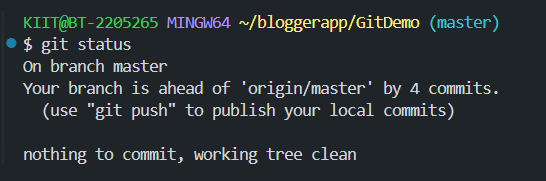 KIIT@BT-2205265 MINGW64 ~/bloggerapp/GitDemo (master)
$ git status
On branch master
Your branch is ahead of 'origin/master' by 4 commits.
  (use "git push" to publish your local commits)

nothing to commit, working tree clean